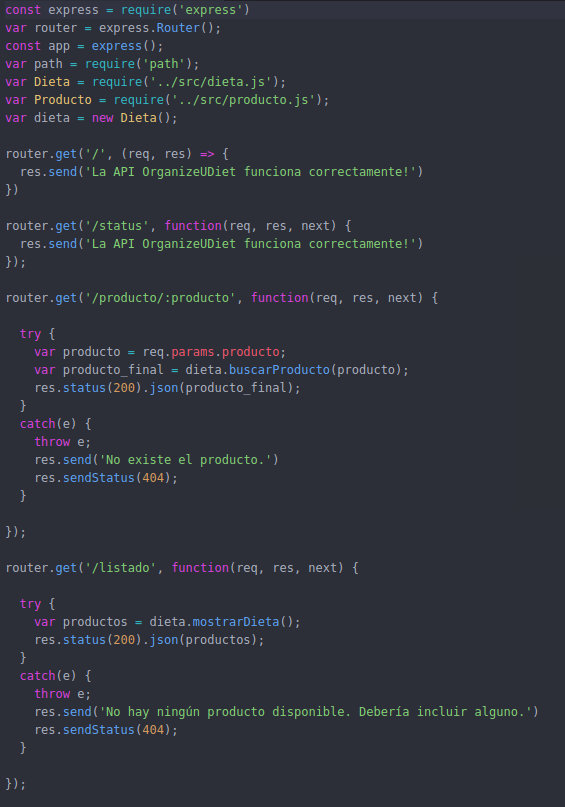 const express = require('express')
var router = express.Router();
const app = express();
var path = require('path');
var Dieta = require('../src/dieta.js');
var Producto = require('../src/producto.js');
var dieta = new Dieta();

router.get('/', (req, res) => {
  res.send('La API OrganizeUDiet funciona correctamente!')
})

router.get('/status', function(req, res, next) {
  res.send('La API OrganizeUDiet funciona correctamente!')
});

router.get('/producto/:producto', function(req, res, next) {

  try {
    var producto = req.params.producto;
    var producto_final = dieta.buscarProducto(producto);
    res.status(200).json(producto_final);
  }
  catch(e) {
    throw e;
    res.send('No existe el producto.')
    res.sendStatus(404);
  }

});

router.get('/listado', function(req, res, next) {

  try {
    var productos = dieta.mostrarDieta();
    res.status(200).json(productos);
  }
  catch(e) {
    throw e;
    res.send('No hay ningún producto disponible. Debería incluir alguno.')
    res.sendStatus(404);
  }

});